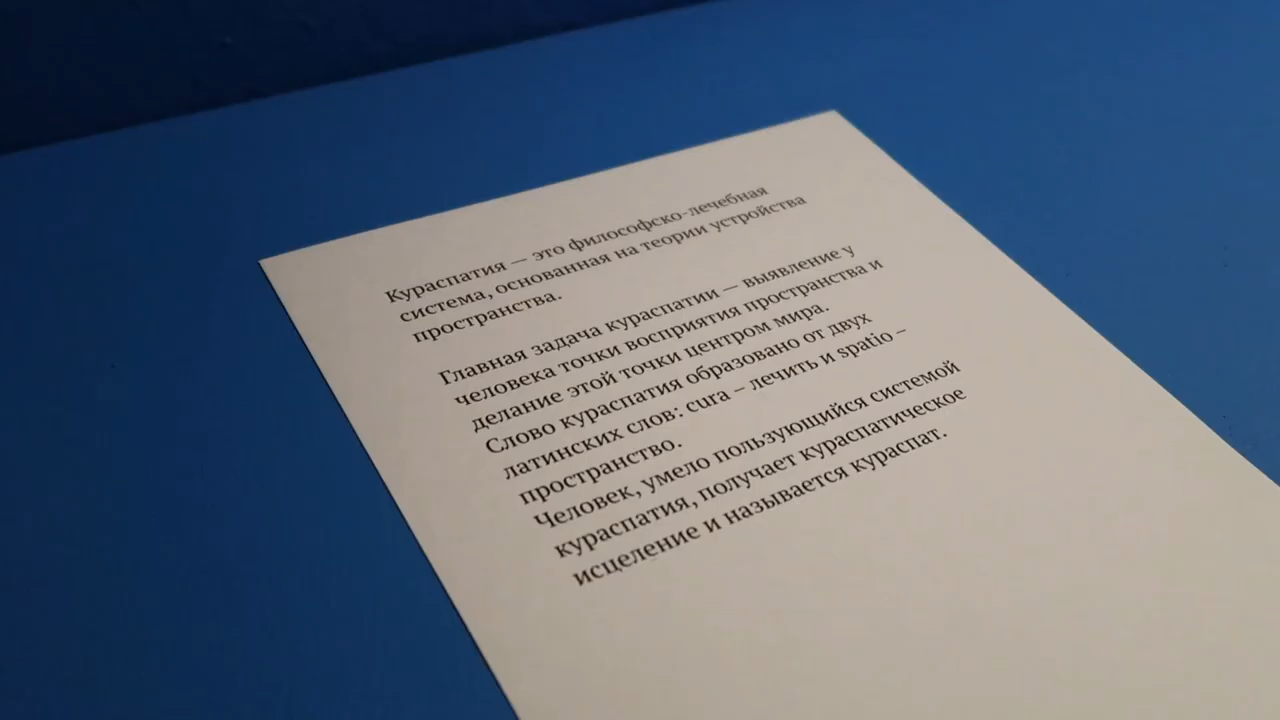 Кураспатия — это философско-лечебная
система, основанная на теории устройства
пространства.
Главная задача кураспатии — выявление у
человека точки восприятия пространства и
делание этой точки центром мира.
Слово кураспатия образовано от двух
латинских слов: cura – лечить и spatio –
пространство.
Человек, умело пользующийся системой
кураспатия, получает кураспатическое
исцеление и называется кураспат.